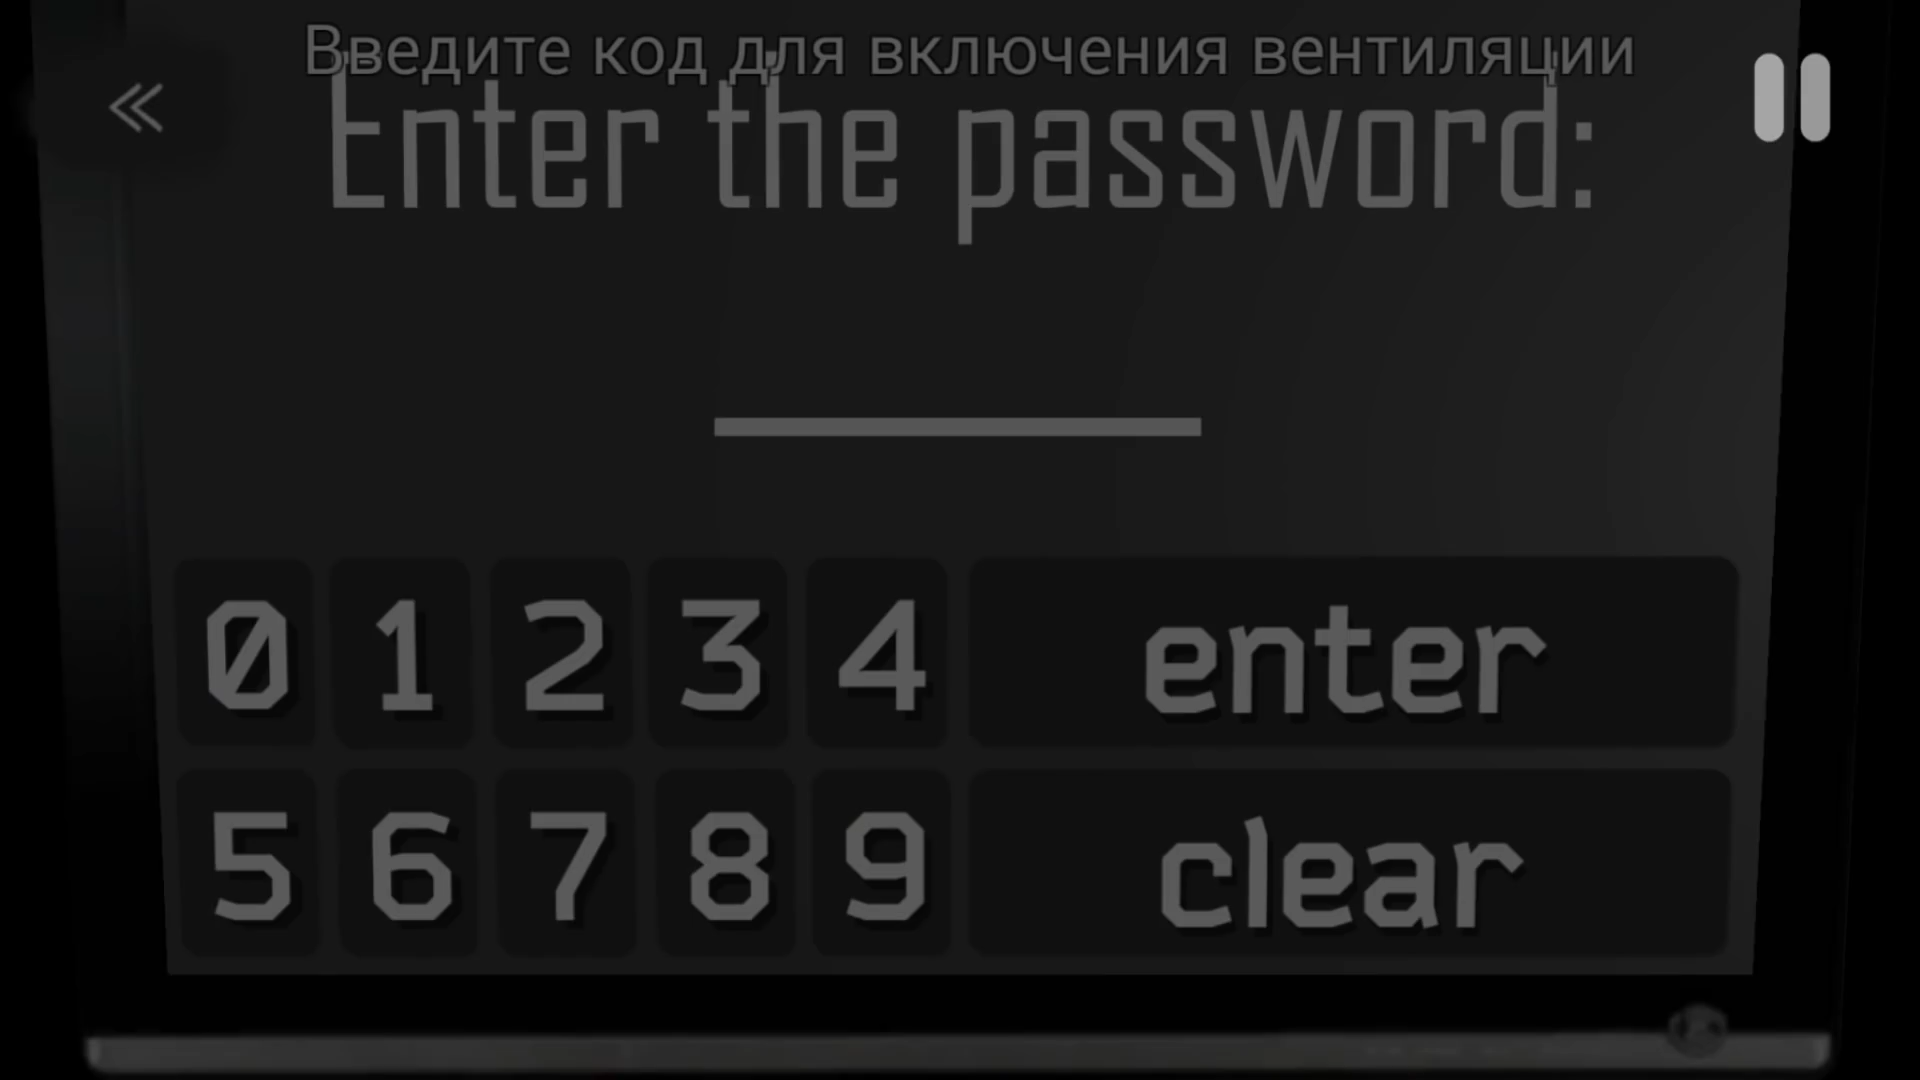 Введите код для включения вентиляции
Enter the password:
0 1 2 3 4 enter
5 6 7 8 9 clear